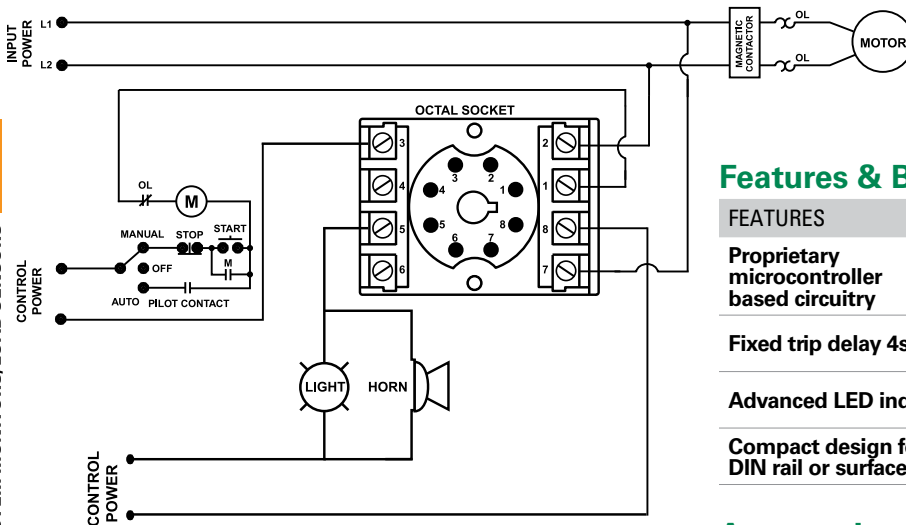 INPUT
POWER
L1
L2
MAGNETIC
CONTACTOR
OL
OL
MOTOR
OCTAL SOCKET
3
4
5
6
2
1
8
7
3
2
4
1
5
8
6
7
OL
M
MANUAL
STOP
START
OFF
M
AUTO
PILOT CONTACT
CONTROL
POWER
LIGHT
HORN
CONTROL
POWER
Features & B
FEATURES
Proprietary
microcontroller
based circuitry
Fixed trip delay 4s
Advanced LED ind
Compact design fo
DIN rail or surface